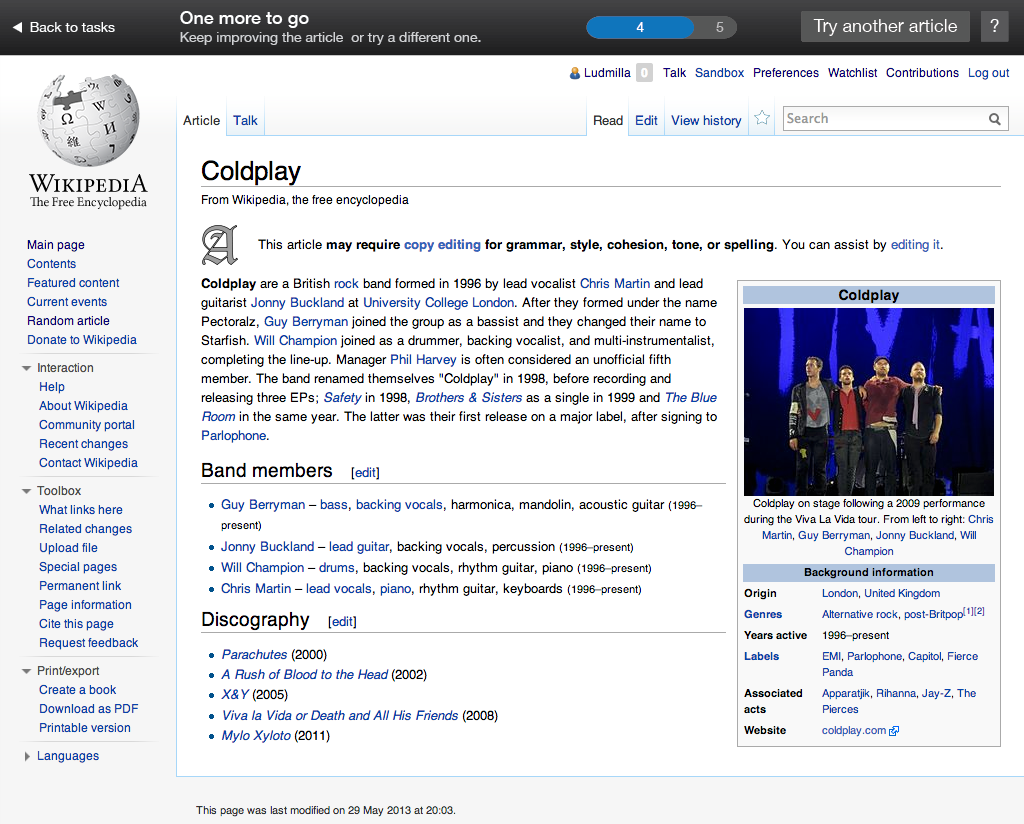 Back to tasks
One more to go
Keep improving the article or try a different one.
4
5
Try another article
?
Ludmilla 0 Talk Sandbox Preferences Watchlist Contributions Log out
Article Talk
Read Edit View history
Search
WIKIPEDIA
The Free Encyclopedia
Main page
Contents
Featured content
Current events
Random article
Donate to Wikipedia
Interaction
Help
About Wikipedia
Community portal
Recent changes
Contact Wikipedia
Toolbox
What links here
Related changes
Upload file
Special pages
Permanent link
Page information
Cite this page
Request feedback
Print/export
Create a book
Download as PDF
Printable version
Languages
Coldplay
From Wikipedia, the free encyclopedia
This article may require copy editing for grammar, style, cohesion, tone, or spelling. You can assist by editing it.
Coldplay are a British rock band formed in 1996 by lead vocalist Chris Martin and lead
guitarist Jonny Buckland at University College London. After they formed under the name
Pectoralz, Guy Berryman joined the group as a bassist and they changed their name to
Starfish. Will Champion joined as a drummer, backing vocalist, and multi-instrumentalist,
completing the line-up. Manager Phil Harvey is often considered an unofficial fifth
member. The band renamed themselves "Coldplay" in 1998, before recording and
releasing three EPs; Safety in 1998, Brothers & Sisters as a single in 1999 and The Blue
Room in the same year. The latter was their first release on a major label, after signing to
Parlophone.
Band members [edit]
• Guy Berryman – bass, backing vocals, harmonica, mandolin, acoustic guitar (1996–
present)
• Jonny Buckland – lead guitar, backing vocals, percussion (1996–present)
• Will Champion – drums, backing vocals, rhythm guitar, piano (1996–present)
• Chris Martin – lead vocals, piano, rhythm guitar, keyboards (1996–present)
Discography [edit]
• Parachutes (2000)
• A Rush of Blood to the Head (2002)
• X&Y (2005)
• Viva la Vida or Death and All His Friends (2008)
• Mylo Xyloto (2011)
Coldplay
Coldplay on stage following a 2009 performance
during the Viva La Vida tour. From left to right: Chris
Martin, Guy Berryman, Jonny Buckland, Will
Champion
Background information
Origin London, United Kingdom
Genres Alternative rock, post-Britpop[1][2]
Years active 1996–present
Labels EMI, Parlophone, Capitol, Fierce
Panda
Associated Apparatjik, Rihanna, Jay-Z, The
acts Pierces
Website coldplay.com
This page was last modified on 29 May 2013 at 20:03.